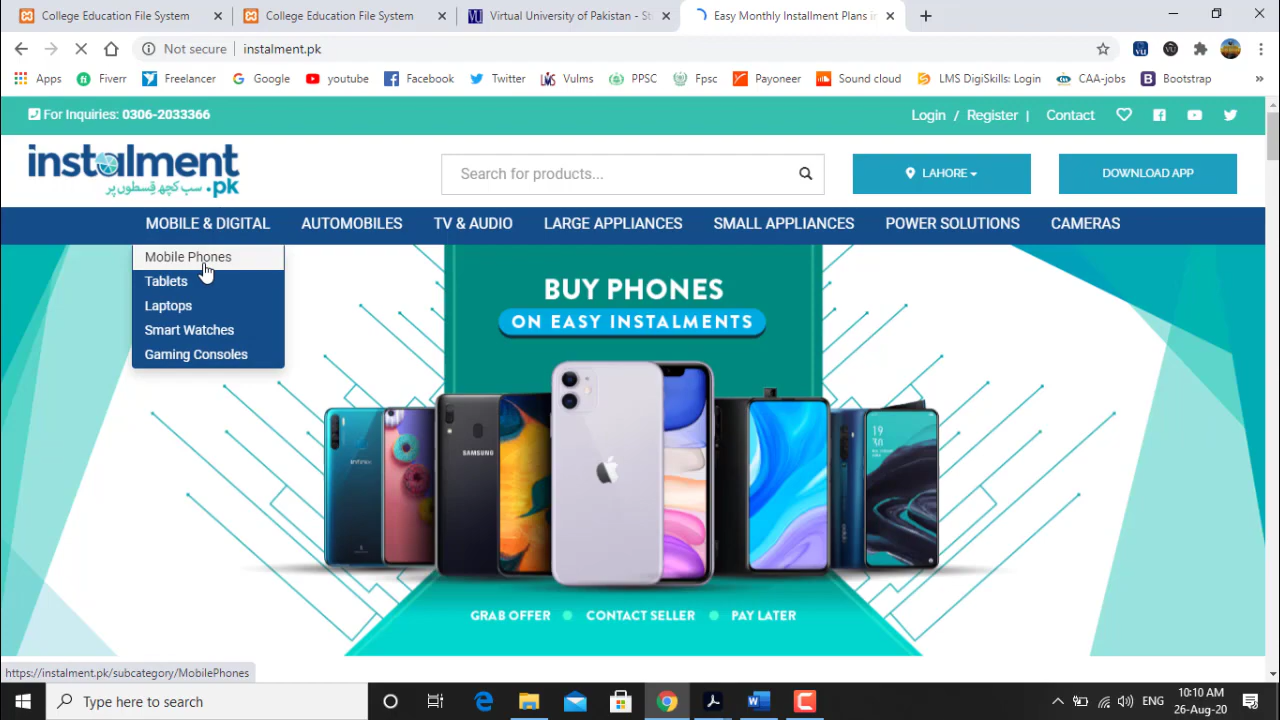 College Education File System
College Education File System
Virtual University of Pakistan - St
Easy Monthly Installment Plans in
Not secure
instalment.pk
Apps
Fiverr
Freelancer
Google
youtube
Facebook
Twitter
Vulms
PPSC
Fpsc
Payoneer
Sound cloud
LMS DigiSkills: Login
CAA-jobs
Bootstrap
»
For Inquiries: 0306-2033366
Login / Register |
Contact
instalment
سب کچھ قسطوں پر
.pk
Search for products...
LAHORE
DOWNLOAD APP
MOBILE & DIGITAL
AUTOMOBILES
TV & AUDIO
LARGE APPLIANCES
SMALL APPLIANCES
POWER SOLUTIONS
CAMERAS
Mobile Phones
Tablets
Laptops
Smart Watches
Gaming Consoles
BUY PHONES
ON EASY INSTALMENTS
Infinix
SAMSUNG
oppo
19
GRAB OFFER
CONTACT SELLER
PAY LATER
https://instalment.pk/subcategory/MobilePhones
Type here to search
ENG
10:10 AM
26-Aug-20